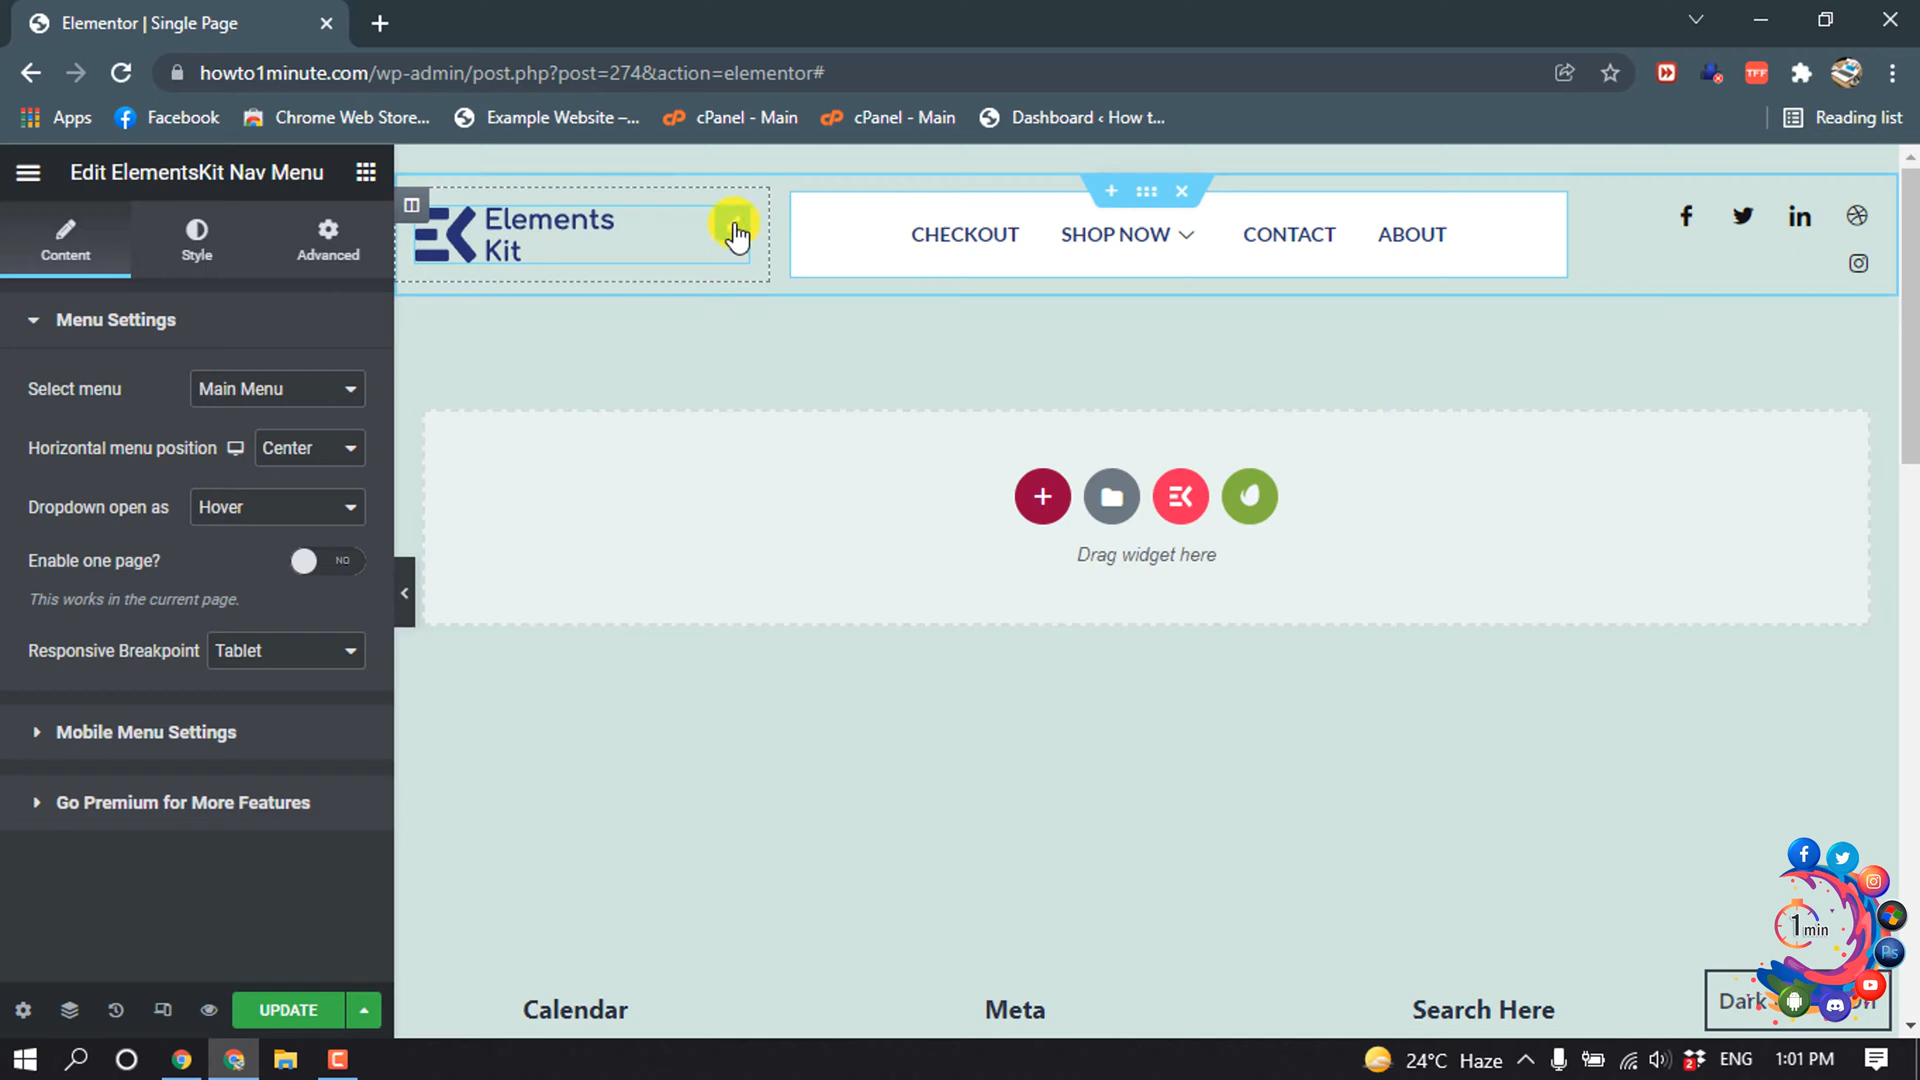 Elementor | Single Page
howto1minute.com/wp-admin/post.php?post=274&action=elementor#
Apps
Facebook
Chrome Web Store...
Example Website –...
cPanel - Main
cPanel - Main
Dashboard ‹ How t...
Reading list
Edit ElementsKit Nav Menu
Content
Style
Advanced
Menu Settings
Select menu
Main Menu
Horizontal menu position
Center
Dropdown open as
Hover
Enable one page?
NO
This works in the current page.
Responsive Breakpoint
Tablet
Mobile Menu Settings
Go Premium for More Features
UPDATE
Elements
Kit
CHECKOUT
SHOP NOW
CONTACT
ABOUT
Drag widget here
Calendar
Meta
Search Here
Dark
1 min
Ps
TFF
24°C Haze
2
ENG
1:01 PM